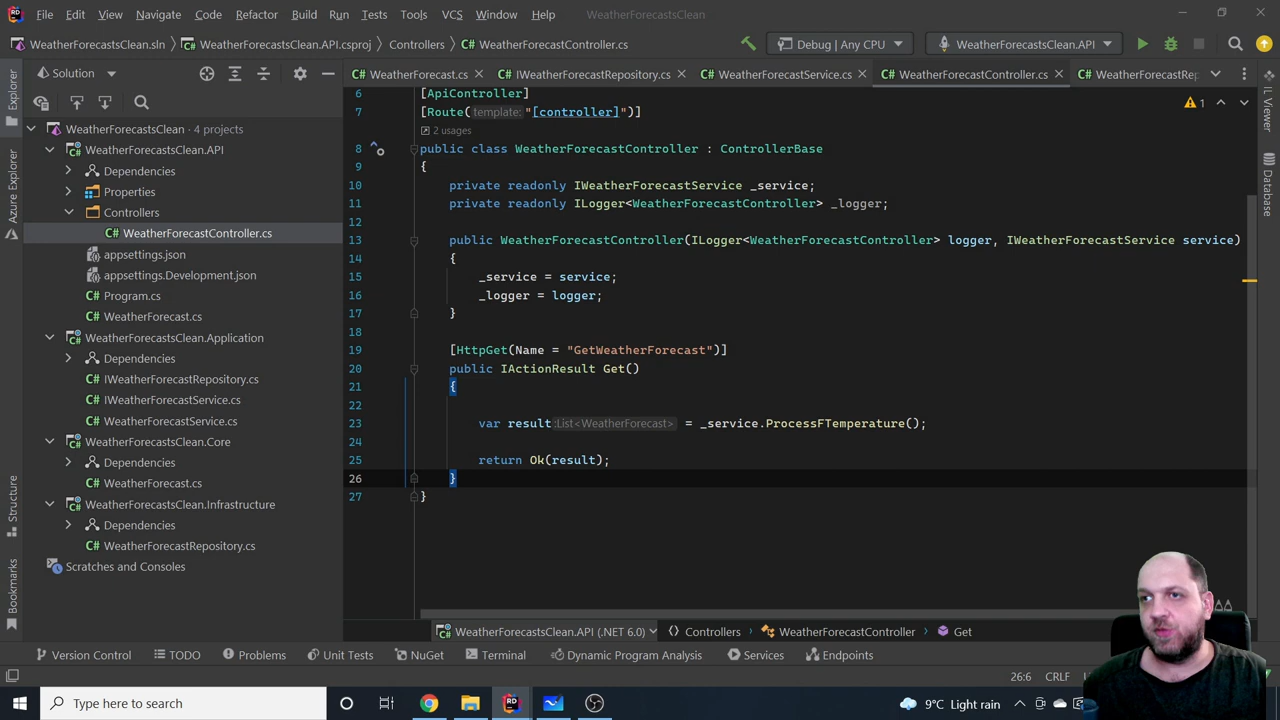 File Edit View Navigate Code Refactor Build Run Tests Tools VCS Window Help WeatherForecastsClean
WeatherForecastsClean.sln WeatherForecastsClean.API.csproj Controllers C# WeatherForecastController.cs Debug | Any CPU WeatherForecastsClean.API
Explorer
Solution
C# WeatherForecast.cs C# IWeatherForecastRepository.cs C# WeatherForecastService.cs C# WeatherForecastController.cs C# WeatherForecastRep
WeatherForecastsClean · 4 projects
WeatherForecastsClean.API
Dependencies
Properties
Controllers
C# WeatherForecastController.cs
appsettings.json
appsettings.Development.json
C# Program.cs
C# WeatherForecast.cs
WeatherForecastsClean.Application
Dependencies
C# IWeatherForecastRepository.cs
C# IWeatherForecastService.cs
C# WeatherForecastService.cs
WeatherForecastsClean.Core
Dependencies
C# WeatherForecast.cs
WeatherForecastsClean.Infrastructure
Dependencies
C# WeatherForecastRepository.cs
Scratches and Consoles
Azure Explorer
Structure
Bookmarks
6 [ApiController]
7 [Route(template:"[controller]")]
2 usages
8 public class WeatherForecastController : ControllerBase
9 {
10 private readonly IWeatherForecastService _service;
11 private readonly ILogger<WeatherForecastController> _logger;
12
13 public WeatherForecastController(ILogger<WeatherForecastController> logger, IWeatherForecastService service)
14 {
15 _service = service;
16 _logger = logger;
17 }
18
19 [HttpGet(Name = "GetWeatherForecast")]
20 public IActionResult Get()
21 {
22
23 var result:List<WeatherForecast> = _service.ProcessFTemperature();
24
25 return Ok(result);
26 }
27 }
1
IL Viewer
Database
WeatherForecastsClean.API (.NET 6.0) Controllers WeatherForecastController Get
Version Control TODO Problems Unit Tests NuGet Terminal Dynamic Program Analysis Services Endpoints
26:6 CRLF
Type here to search
9°C Light rain